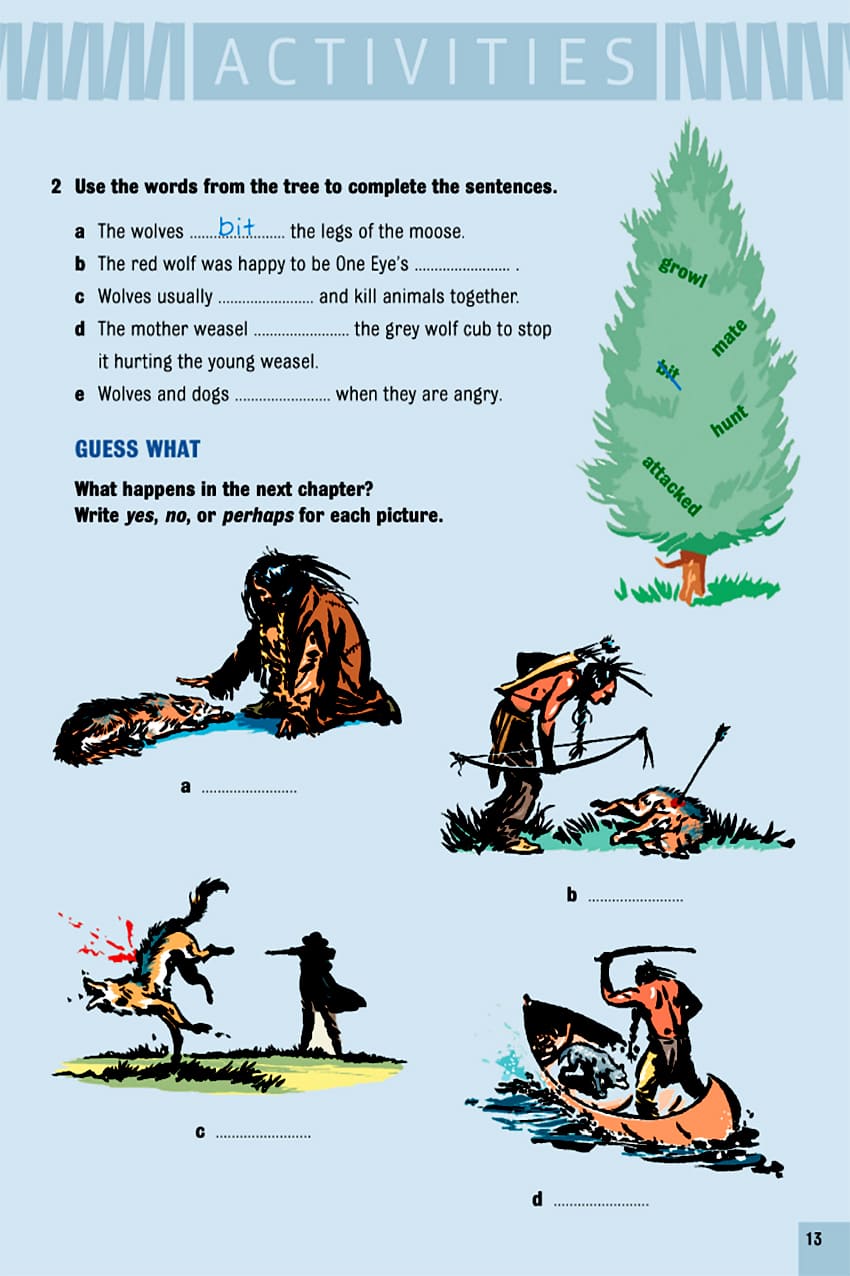 ACTIVITIES
2 Use the words from the tree to complete the sentences.
a The wolves ....bit.... the legs of the moose.
b The red wolf was happy to be One Eye's ........................ .
c Wolves usually ........................ and kill animals together.
d The mother weasel ........................ the grey wolf cub to stop
it hurting the young weasel.
e Wolves and dogs ........................ when they are angry.
growl
mate
bit
hunt
attacked
GUESS WHAT
What happens in the next chapter?
Write yes, no, or perhaps for each picture.
a ........................
b ........................
c ........................
d ........................
13